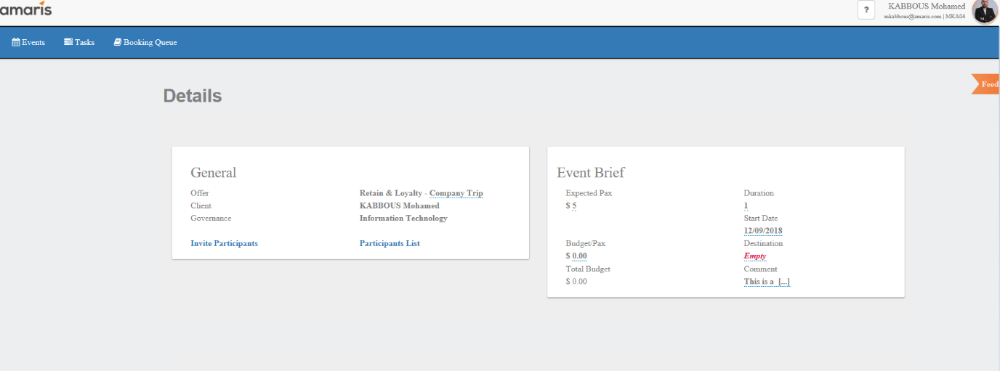 amaris
?
KABBOUS Mohamed
mkabbous@amaris.com | MKA04
Events Tasks Booking Queue
Feed
Details
General
Offer Retain & Loyalty - Company Trip
Client KABBOUS Mohamed
Governance Information Technology
Invite Participants Participants List
Event Brief
Expected Pax Duration
$ 5 1
Start Date
12/09/2018
Budget/Pax Destination
$ 0.00 Empty
Total Budget Comment
$ 0.00 This is a [...]